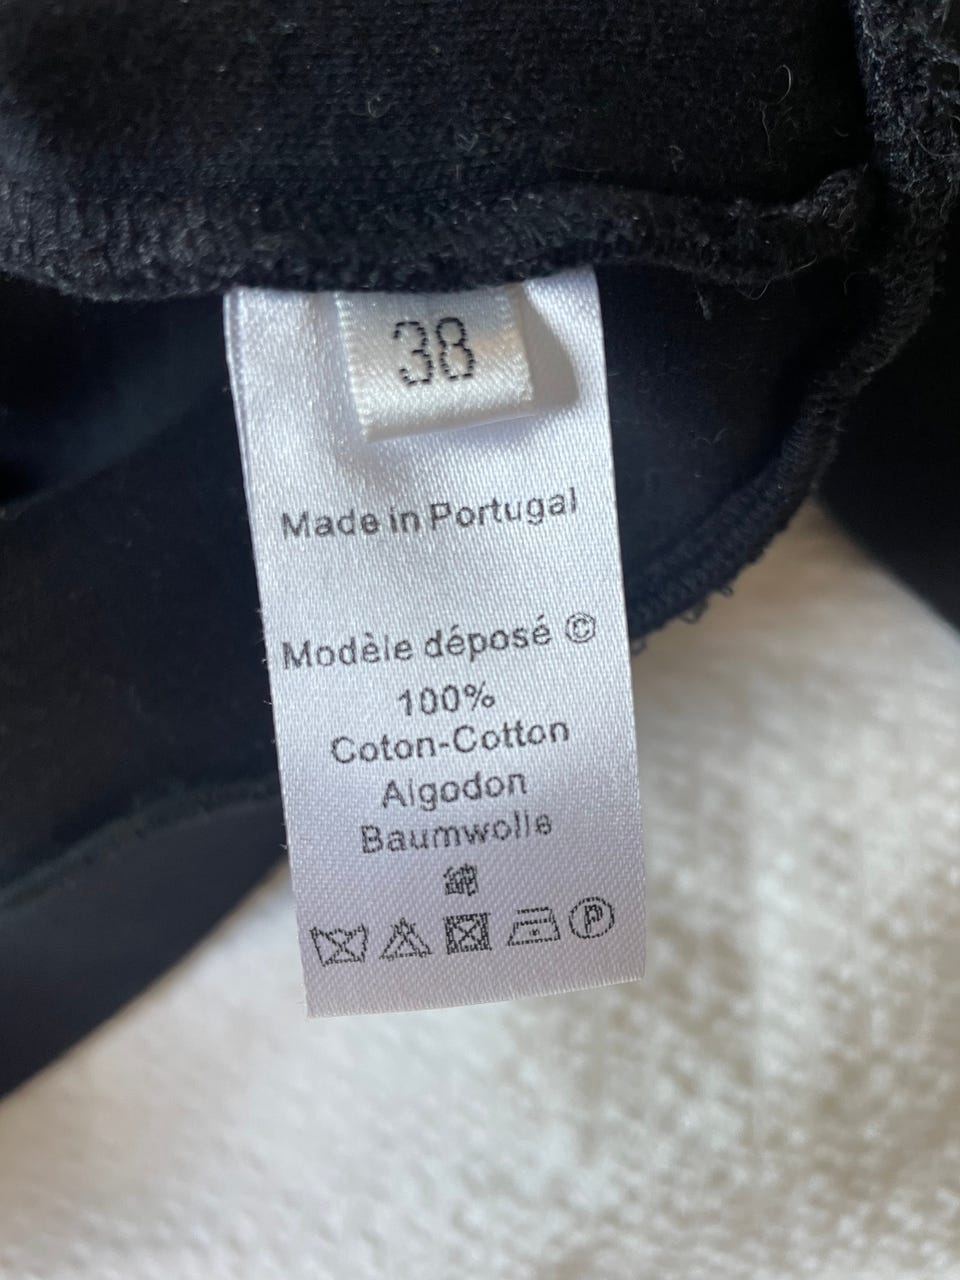 38
Made in Portugal
Modèle déposé ©
100%
Coton-Cotton
Algodon
Baumwolle
P